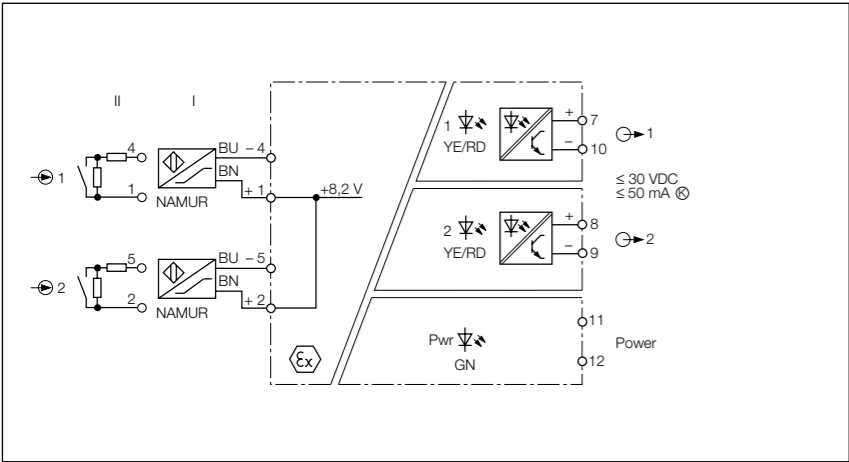 II I
1 YE/RD + 7
− 10
1
4 BU − 4
BN
1
1 + 1 +8,2 V
NAMUR
≤ 30 VDC
≤ 50 mA K
2 YE/RD + 8
− 9
2
5 BU − 5
BN
2
2 + 2
NAMUR
εx
Pwr
GN
11
Power
12